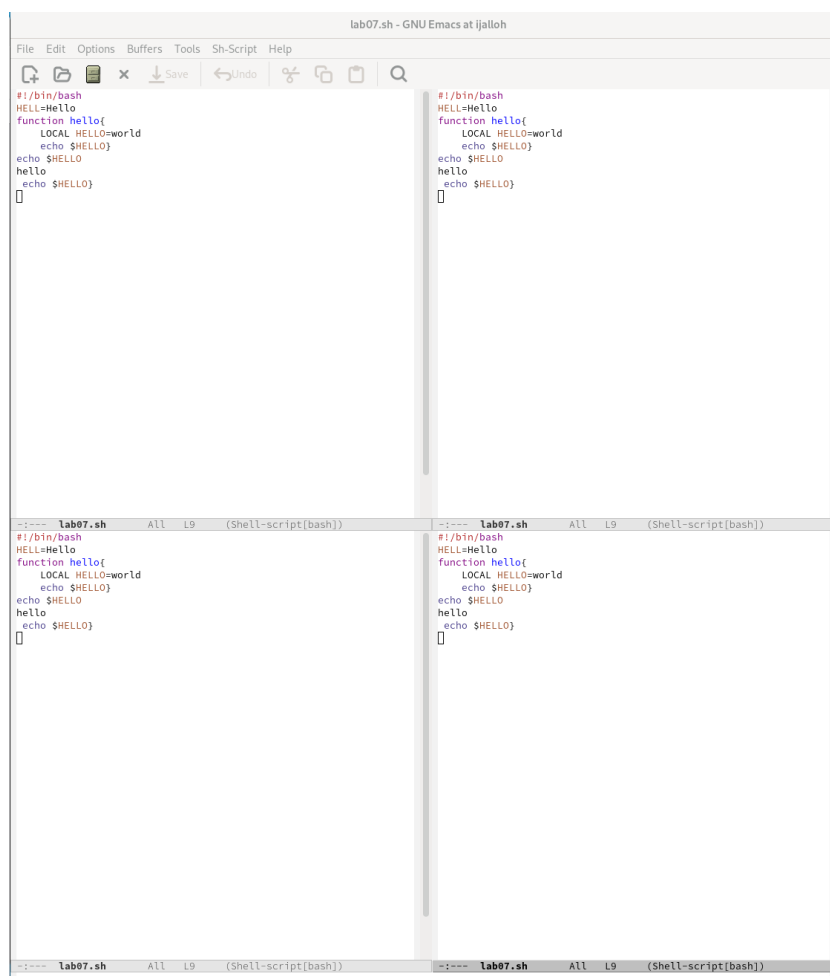 lab07.sh - GNU Emacs at ijalloh
File Edit Options Buffers Tools Sh-Script Help
Save Undo
#!/bin/bash
HELL=Hello
function hello{
    LOCAL HELLO=world
    echo $HELLO}
echo $HELLO
hello
 echo $HELLO}
-:--- lab07.sh All L9 (Shell-script[bash])
#!/bin/bash
HELL=Hello
function hello{
    LOCAL HELLO=world
    echo $HELLO}
echo $HELLO
hello
 echo $HELLO}
-:--- lab07.sh All L9 (Shell-script[bash])
#!/bin/bash
HELL=Hello
function hello{
    LOCAL HELLO=world
    echo $HELLO}
echo $HELLO
hello
 echo $HELLO}
-:--- lab07.sh All L9 (Shell-script[bash])
#!/bin/bash
HELL=Hello
function hello{
    LOCAL HELLO=world
    echo $HELLO}
echo $HELLO
hello
 echo $HELLO}
-:--- lab07.sh All L9 (Shell-script[bash])